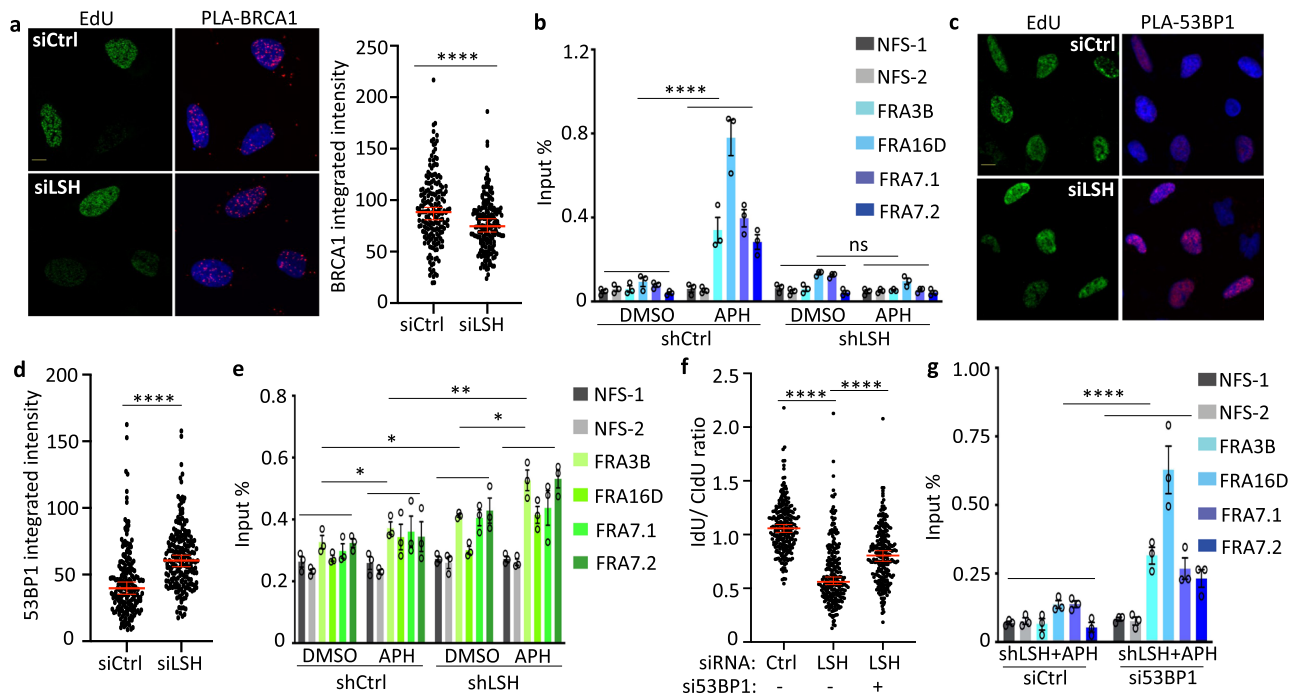 a
EdU
PLA-BRCA1
siCtrl
siLSH
BRCA1 integrated intensity
250
200
150
100
50
0
****
siCtrl
siLSH
b
Input %
1.2
0.8
0.4
0
****
ns
NFS-1
NFS-2
FRA3B
FRA16D
FRA7.1
FRA7.2
DMSO
APH
DMSO
APH
shCtrl
shLSH
c
EdU
PLA-53BP1
siCtrl
siLSH
d
53BP1 integrated intensity
200
150
100
50
0
****
siCtrl
siLSH
e
Input %
0.8
0.6
0.4
0.2
0
**
*
*
*
NFS-1
NFS-2
FRA3B
FRA16D
FRA7.1
FRA7.2
DMSO
APH
DMSO
APH
shCtrl
shLSH
f
IdU/ CldU ratio
2.5
2.0
1.5
1.0
0.5
0
****
****
siRNA: Ctrl LSH LSH
si53BP1: - - +
g
Input %
1.00
0.75
0.50
0.25
0
****
NFS-1
NFS-2
FRA3B
FRA16D
FRA7.1
FRA7.2
shLSH+APH
shLSH+APH
siCtrl
si53BP1